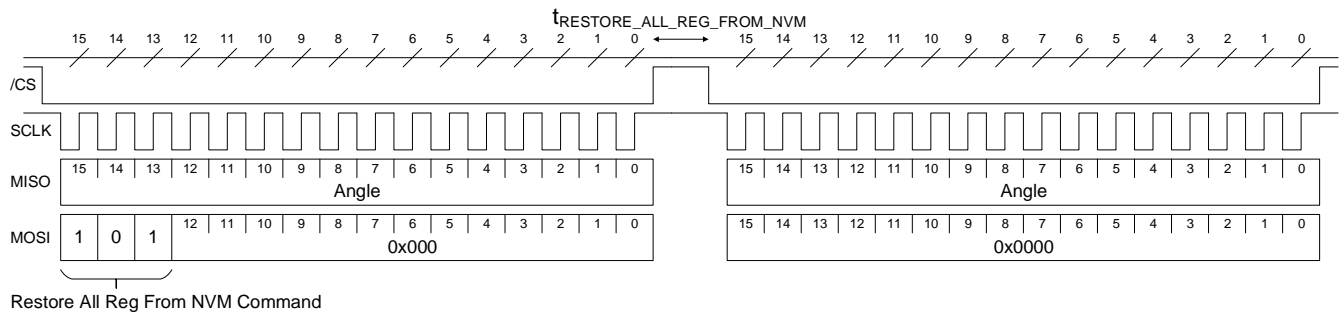 tRESTORE_ALL_REG_FROM_NVM
15 14 13 12 11 10 9 8 7 6 5 4 3 2 1 0 15 14 13 12 11 10 9 8 7 6 5 4 3 2 1 0
/CS
SCLK
15 14 13 12 11 10 9 8 7 6 5 4 3 2 1 0 15 14 13 12 11 10 9 8 7 6 5 4 3 2 1 0
MISO
Angle Angle
12 11 10 9 8 7 6 5 4 3 2 1 0 15 14 13 12 11 10 9 8 7 6 5 4 3 2 1 0
MOSI 1 0 1
0x000 0x0000
Restore All Reg From NVM Command